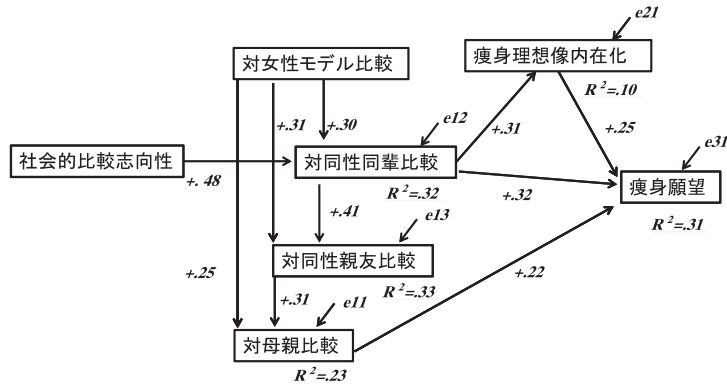 e21
対女性モデル比較
痩身理想像内在化
R²=.10
+.31
+.30
e12
+.31
+.25
e31
社会的比較志向性
対同性同輩比較
痩身願望
+. 48
R²=.32
+.32
R²=.31
+.41
e13
対同性親友比較
+.25
+.22
R²=.33
+.31
e11
対母親比較
R²=.23